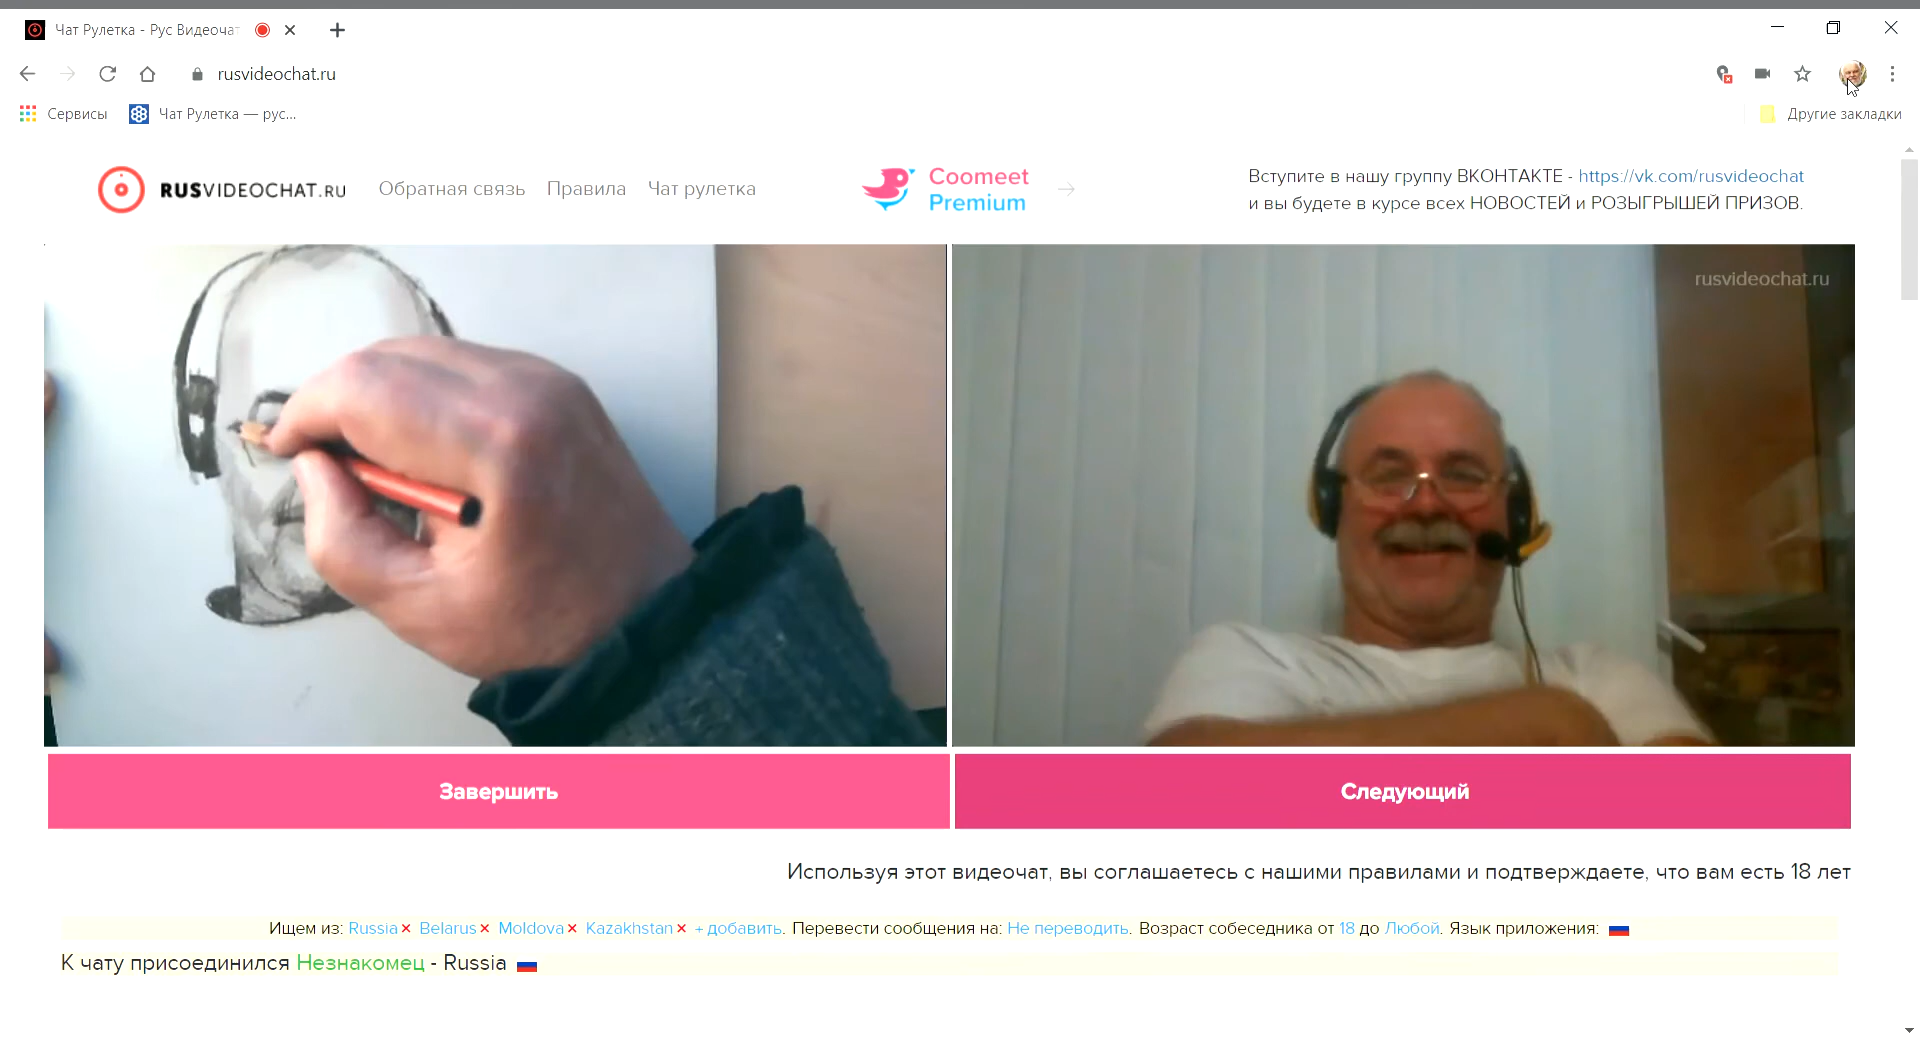 Чат Рулетка - Рус Видеоча
rusvideochat.ru
Сервисы
Чат Рулетка — рус...
Другие закладки
RUSVIDEOCHAT.RU
Обратная связь
Правила
Чат рулетка
Coomeet
Premium
Вступите в нашу группу ВКОНТАКТЕ - https://vk.com/rusvideochat
и вы будете в курсе всех НОВОСТЕЙ и РОЗЫГРЫШЕЙ ПРИЗОВ.
rusvideochat.ru
Завершить
Следующий
Используя этот видеочат, вы соглашаетесь с нашими правилами и подтверждаете, что вам есть 18 лет
Ищем из: Russia× Belarus× Moldova× Kazakhstan× + добавить. Перевести сообщения на: Не переводить. Возраст собеседника от 18 до Любой. Язык приложения:
К чату присоединился Незнакомец - Russia